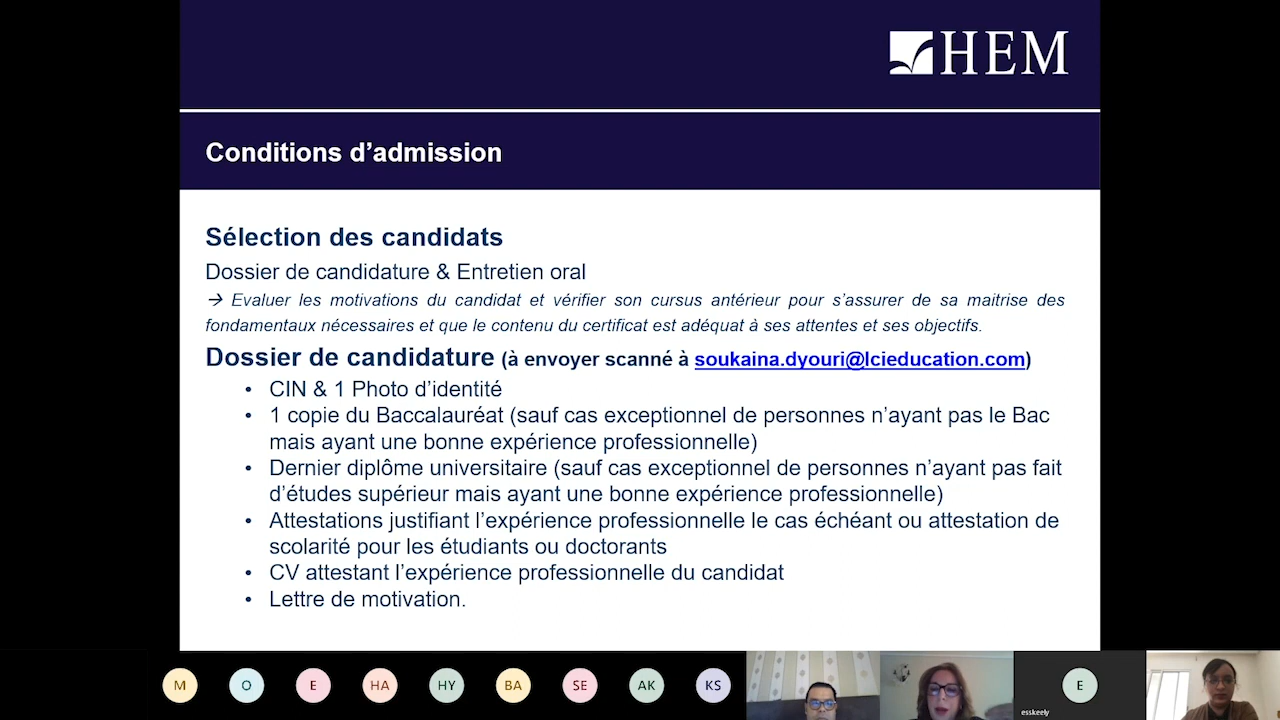 HEM
Conditions d’admission
Sélection des candidats
Dossier de candidature & Entretien oral
→ Evaluer les motivations du candidat et vérifier son cursus antérieur pour s’assurer de sa maitrise des
fondamentaux nécessaires et que le contenu du certificat est adéquat à ses attentes et ses objectifs.
Dossier de candidature (à envoyer scanné à soukaina.dyouri@lcieducation.com)
• CIN & 1 Photo d’identité
• 1 copie du Baccalauréat (sauf cas exceptionnel de personnes n’ayant pas le Bac
mais ayant une bonne expérience professionnelle)
• Dernier diplôme universitaire (sauf cas exceptionnel de personnes n’ayant pas fait
d’études supérieur mais ayant une bonne expérience professionnelle)
• Attestations justifiant l’expérience professionnelle le cas échéant ou attestation de
scolarité pour les étudiants ou doctorants
• CV attestant l’expérience professionnelle du candidat
• Lettre de motivation.
M O E HA HY BA SE AK KS E
esskeely